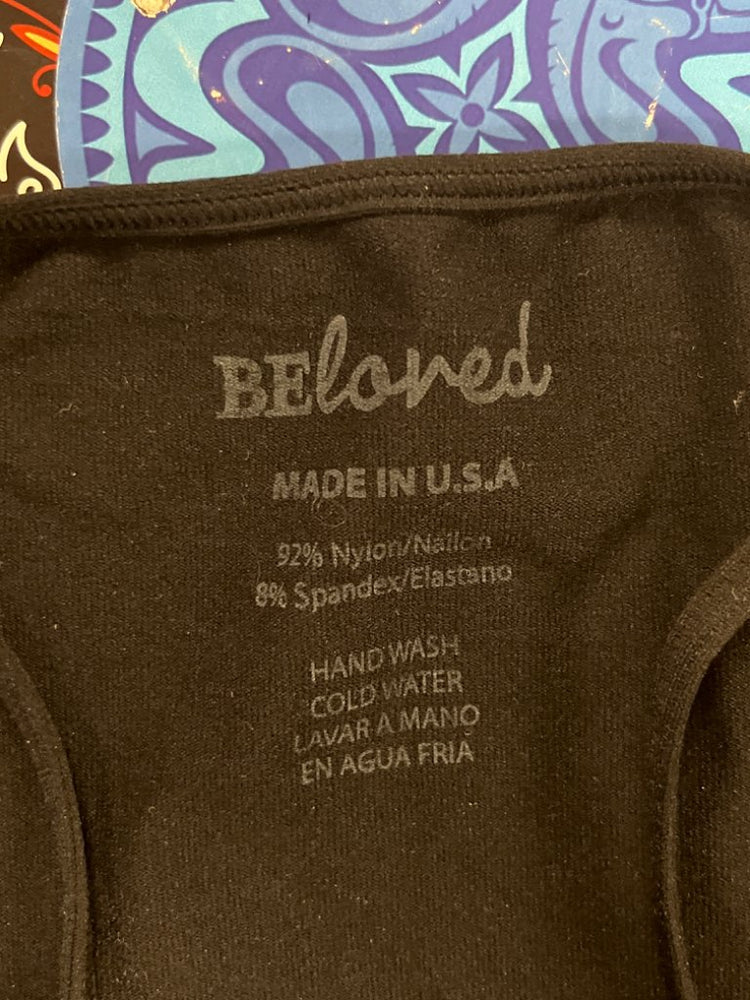 BEloved
MADE IN U.S.A
92% Nylon/Nailon
8% Spandex/Elastano
HAND WASH
COLD WATER
LAVAR A MANO
EN AGUA FRIA